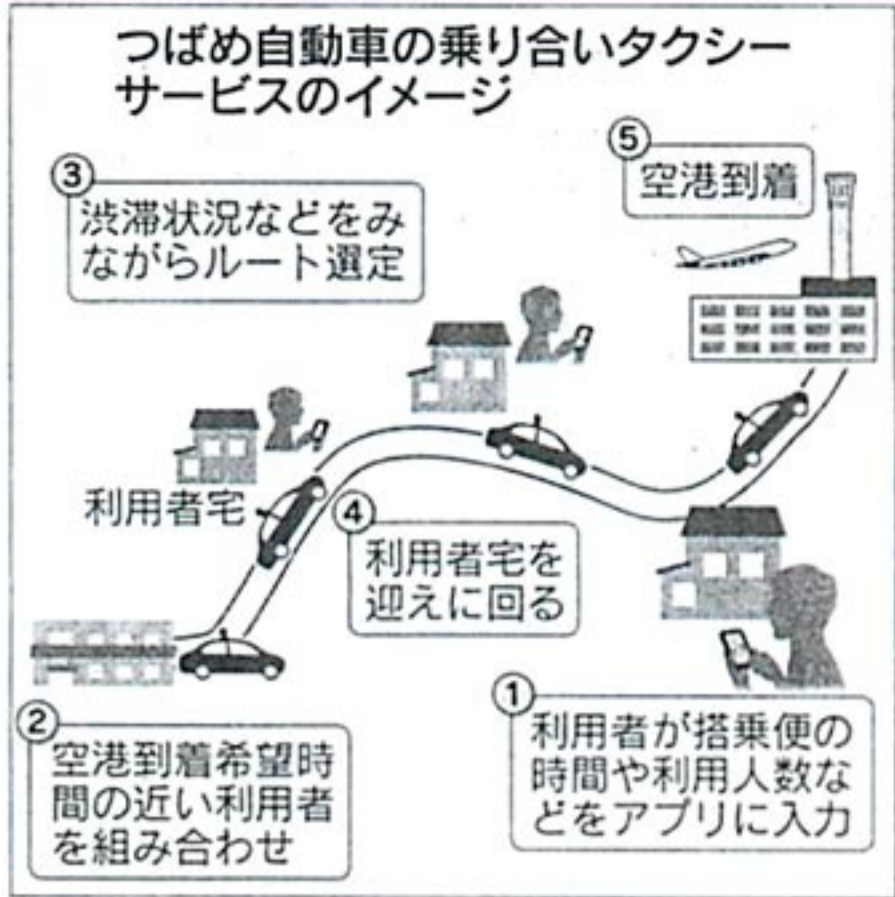 つばめ自動車の乗り合いタクシー
サービスのイメージ
①
利用者が搭乗便の
時間や利用人数な
どをアプリに入力
②
空港到着希望時
間の近い利用者
を組み合わせ
③
渋滞状況などをみ
ながらルート選定
利用者宅
④
利用者宅を
迎えに回る
⑤
空港到着